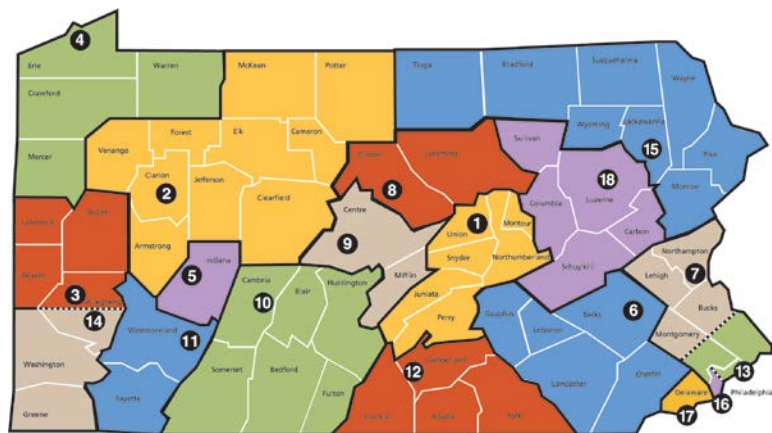 4
Erie
Warren
McKean
Potter
Tioga
Bradford
Susquehanna
Wayne
Crawford
Mercer
Venango
Forest
Elk
Cameron
Clarion
2
Jefferson
Clearfield
Armstrong
Clinton
Lycoming
8
Sullivan
Wyoming
Lackawanna
15
Pike
Monroe
18
Columbia
Luzerne
Carbon
Schuylkill
Centre
9
Mifflin
1
Union
Montour
Snyder
Northumberland
Juniata
Perry
Lawrence
Butler
Beaver
3
Allegheny
14
5
Indiana
Washington
Greene
Westmoreland
11
Fayette
Cambria
10
Blair
Huntington
Somerset
Bedford
Fulton
12
Cumberland
Franklin
Adams
York
Dauphin
Lebanon
Berks
6
Lancaster
Chester
Northampton
7
Lehigh
Bucks
Montgomery
13
Delaware
17
16
Philadelphia